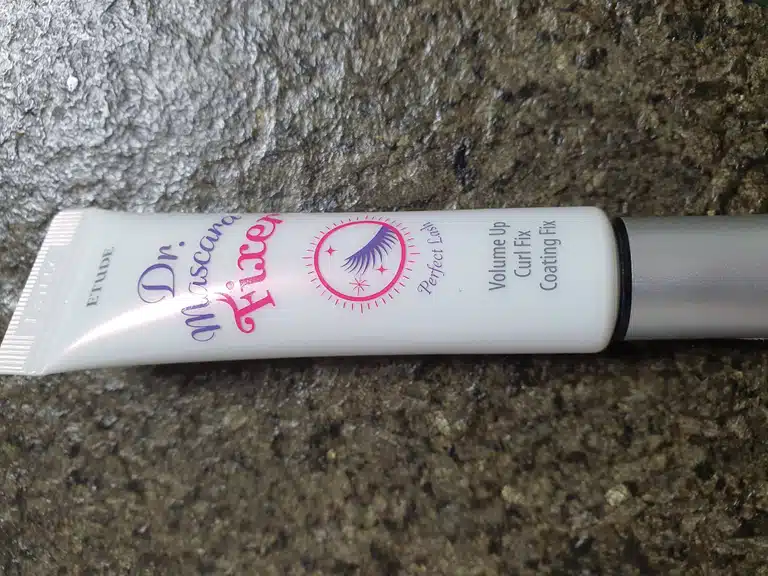 ETUDE
Dr.
Mascara
Fixer
Perfect Lash
Volume Up
Curl Fix
Coating Fix